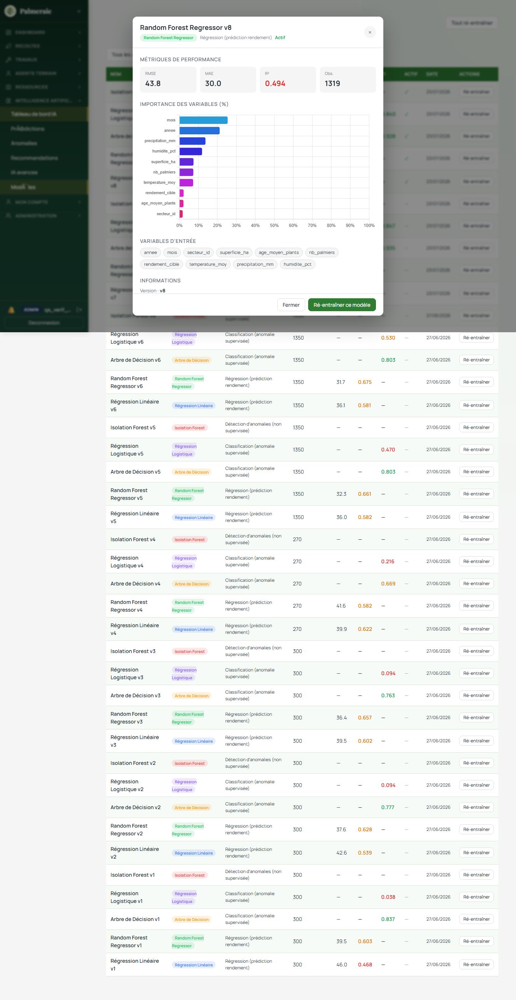 Palmeraie
DASHBOARD
RECOLTES
TRAVAUX
AGENTS TERRAIN
RESSOURCES
INTELLIGENCE ARTIFIC...
Tableau de bord IA
PrÃ©dictions
Anomalies
Recommandations
IA avancee
Modèles
MON COMPTE
ADMINISTRATION
ADMIN qa_verif_...
Deconnexion
Tout ré-entraîner
NOM ACTIF DATE ACTIONS
Random Forest Regressor v8
Random Forest Regressor Régression (prédiction rendement) Actif
×
MÉTRIQUES DE PERFORMANCE
RMSE MAE R² Obs.
43.8 30.0 0.494 1319
IMPORTANCE DES VARIABLES (%)
mois
annee
precipitation_mm
humidite_pct
superficie_ha
nb_palmiers
temperature_moy
rendement_cible
age_moyen_plants
secteur_id
0% 10% 20% 30% 40% 50% 60% 70% 80% 90% 100%
VARIABLES D'ENTRÉE
annee mois secteur_id superficie_ha age_moyen_plants nb_palmiers
rendement_cible temperature_moy precipitation_mm humidite_pct
INFORMATIONS
Version : v8
Fermer Ré-entraîner ce modèle
Régression Logistique v6 Régression Logistique Classification (anomalie supervisée) 1350 — — 0.530 — 27/06/2026 Ré-entraîner
Arbre de Décision v6 Arbre de Décision Classification (anomalie supervisée) 1350 — — 0.803 — 27/06/2026 Ré-entraîner
Random Forest Regressor v6 Random Forest Regressor Régression (prédiction rendement) 1350 31.7 0.675 — — 27/06/2026 Ré-entraîner
Régression Linéaire v6 Régression Linéaire Régression (prédiction rendement) 1350 36.1 0.581 — — 27/06/2026 Ré-entraîner
Isolation Forest v5 Isolation Forest Détection d'anomalies (non supervisée) 1350 — — — — 27/06/2026 Ré-entraîner
Régression Logistique v5 Régression Logistique Classification (anomalie supervisée) 1350 — — 0.470 — 27/06/2026 Ré-entraîner
Arbre de Décision v5 Arbre de Décision Classification (anomalie supervisée) 1350 — — 0.803 — 27/06/2026 Ré-entraîner
Random Forest Regressor v5 Random Forest Regressor Régression (prédiction rendement) 1350 32.3 0.661 — — 27/06/2026 Ré-entraîner
Régression Linéaire v5 Régression Linéaire Régression (prédiction rendement) 1350 36.0 0.582 — — 27/06/2026 Ré-entraîner
Isolation Forest v4 Isolation Forest Détection d'anomalies (non supervisée) 270 — — — — 27/06/2026 Ré-entraîner
Régression Logistique v4 Régression Logistique Classification (anomalie supervisée) 270 — — 0.216 — 27/06/2026 Ré-entraîner
Arbre de Décision v4 Arbre de Décision Classification (anomalie supervisée) 270 — — 0.669 — 27/06/2026 Ré-entraîner
Random Forest Regressor v4 Random Forest Regressor Régression (prédiction rendement) 270 41.6 0.582 — — 27/06/2026 Ré-entraîner
Régression Linéaire v4 Régression Linéaire Régression (prédiction rendement) 270 39.9 0.622 — — 27/06/2026 Ré-entraîner
Isolation Forest v3 Isolation Forest Détection d'anomalies (non supervisée) 300 — — — — 27/06/2026 Ré-entraîner
Régression Logistique v3 Régression Logistique Classification (anomalie supervisée) 300 — — 0.094 — 27/06/2026 Ré-entraîner
Arbre de Décision v3 Arbre de Décision Classification (anomalie supervisée) 300 — — 0.763 — 27/06/2026 Ré-entraîner
Random Forest Regressor v3 Random Forest Regressor Régression (prédiction rendement) 300 36.4 0.657 — — 27/06/2026 Ré-entraîner
Régression Linéaire v3 Régression Linéaire Régression (prédiction rendement) 300 39.5 0.602 — — 27/06/2026 Ré-entraîner
Isolation Forest v2 Isolation Forest Détection d'anomalies (non supervisée) 300 — — — — 27/06/2026 Ré-entraîner
Régression Logistique v2 Régression Logistique Classification (anomalie supervisée) 300 — — 0.094 — 27/06/2026 Ré-entraîner
Arbre de Décision v2 Arbre de Décision Classification (anomalie supervisée) 300 — — 0.777 — 27/06/2026 Ré-entraîner
Random Forest Regressor v2 Random Forest Regressor Régression (prédiction rendement) 300 37.6 0.628 — — 27/06/2026 Ré-entraîner
Régression Linéaire v2 Régression Linéaire Régression (prédiction rendement) 300 42.6 0.539 — — 27/06/2026 Ré-entraîner
Isolation Forest v1 Isolation Forest Détection d'anomalies (non supervisée) 300 — — — — 27/06/2026 Ré-entraîner
Régression Logistique v1 Régression Logistique Classification (anomalie supervisée) 300 — — 0.038 — 27/06/2026 Ré-entraîner
Arbre de Décision v1 Arbre de Décision Classification (anomalie supervisée) 300 — — 0.837 — 27/06/2026 Ré-entraîner
Random Forest Regressor v1 Random Forest Regressor Régression (prédiction rendement) 300 39.5 0.603 — — 27/06/2026 Ré-entraîner
Régression Linéaire v1 Régression Linéaire Régression (prédiction rendement) 300 46.0 0.468 — — 27/06/2026 Ré-entraîner